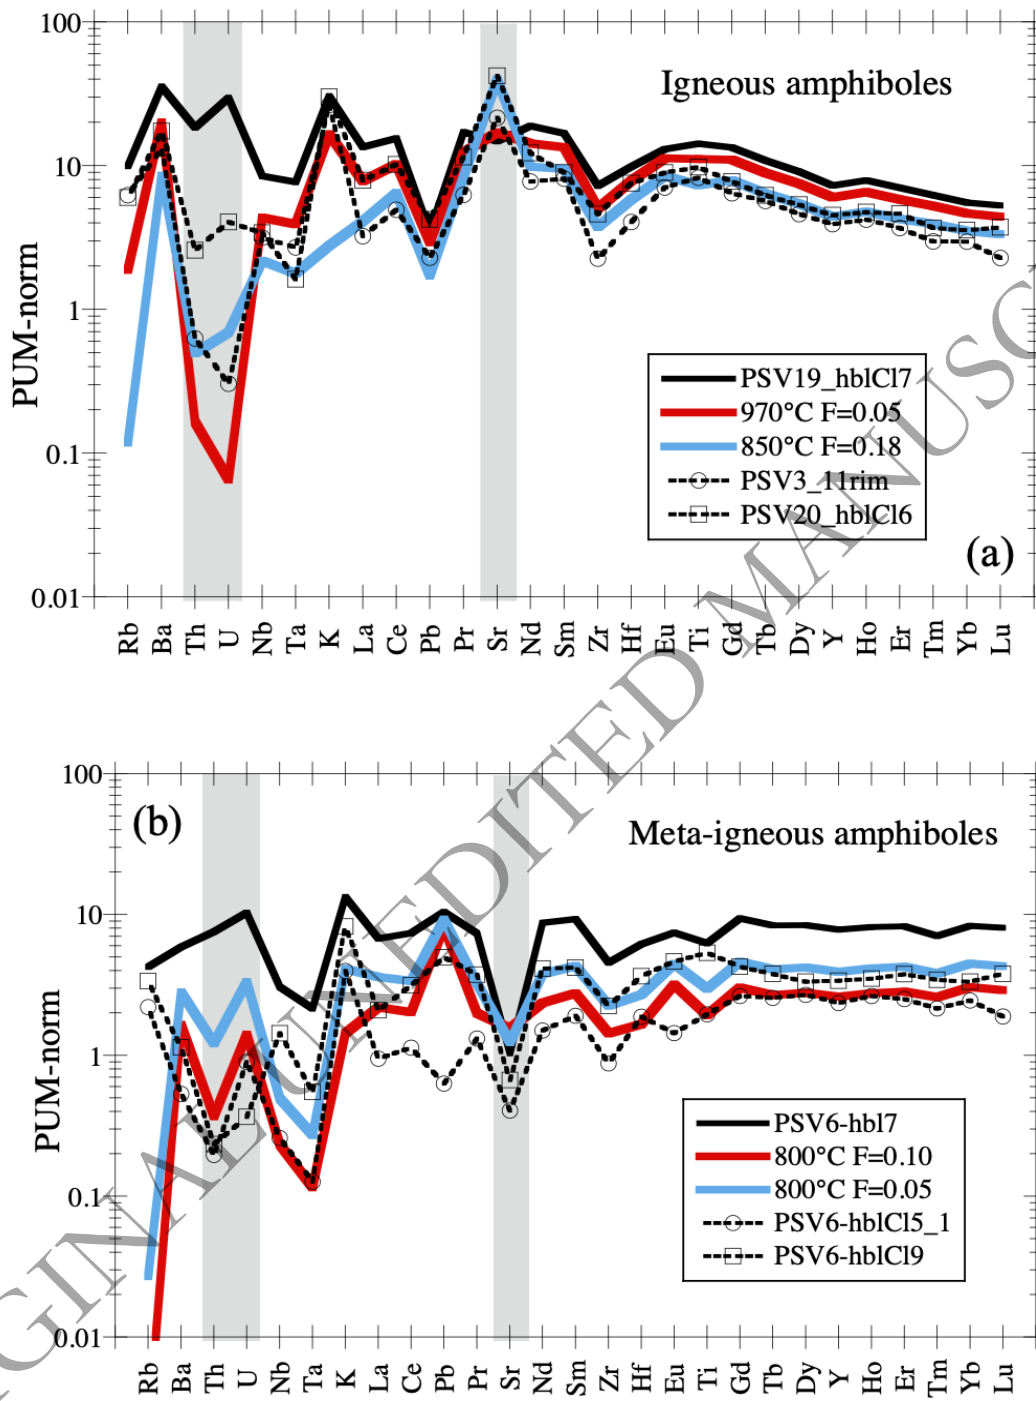 100
10
1
0.1
0.01
PUM-norm
Igneous amphiboles
PSV19_hblCl7
970°C F=0.05
850°C F=0.18
PSV3_11rim
PSV20_hblCl6
(a)
Rb Ba Th U Nb Ta K La Ce Pb Pr Sr Nd Sm Zr Hf Eu Ti Gd Tb Dy Y Ho Er Tm Yb Lu
100
10
1
0.1
0.01
PUM-norm
(b)
Meta-igneous amphiboles
PSV6-hbl7
800°C F=0.10
800°C F=0.05
PSV6-hblCl5_1
PSV6-hblCl9
Rb Ba Th U Nb Ta K La Ce Pb Pr Sr Nd Sm Zr Hf Eu Ti Gd Tb Dy Y Ho Er Tm Yb Lu
GINAL UNEDITED MANUSC